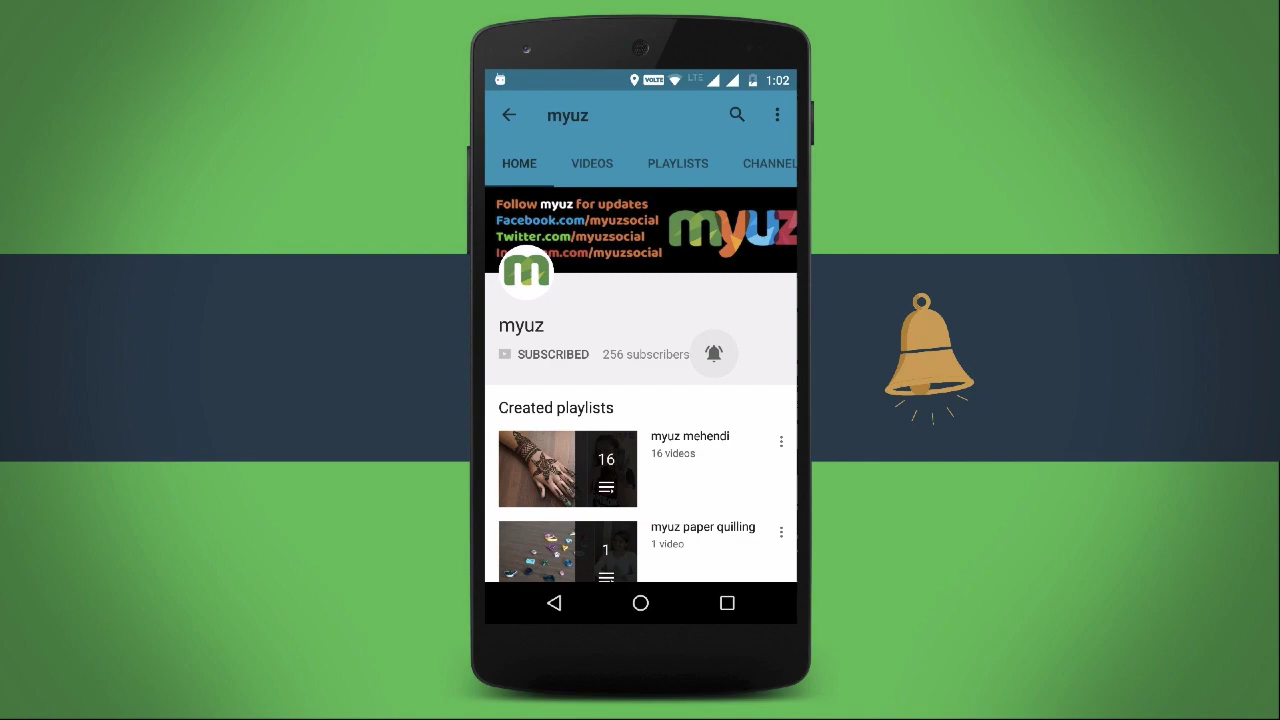 VOLTE LTE 1:02
myuz
HOME VIDEOS PLAYLISTS CHANNEL
Follow myuz for updates
Facebook.com/myuzsocial
Twitter.com/myuzsocial
.com/myuzsocial
myuz
m
myuz
SUBSCRIBED 256 subscribers
Created playlists
16
myuz mehendi
16 videos
1
myuz paper quilling
1 video